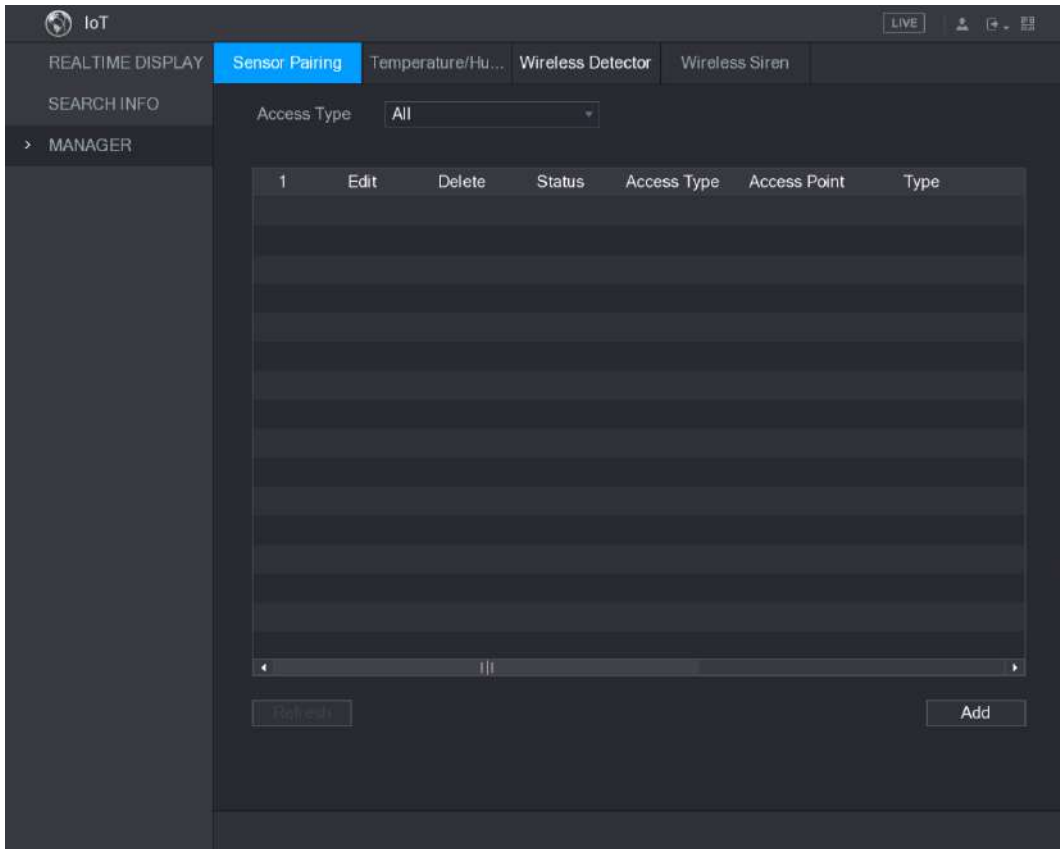 IoT
LIVE
REALTIME DISPLAY
SEARCH INFO
> MANAGER
Sensor Pairing Temperature/Hu... Wireless Detector Wireless Siren
Access Type All
1 Edit Delete Status Access Type Access Point Type
Refresh Add